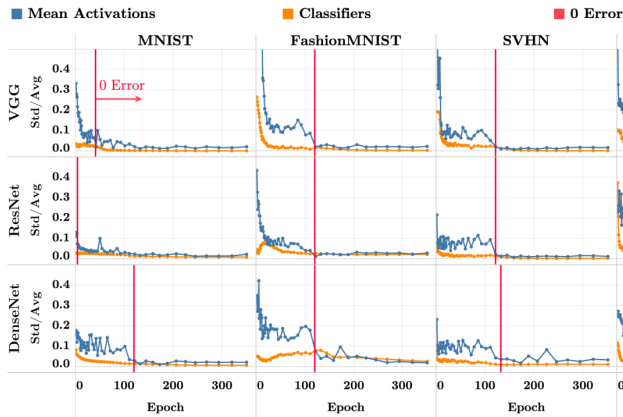 Mean Activations Classifiers 0 Error
MNIST FashionMNIST SVHN
VGG
Std/Avg
0.4
0.3
0.2
0.1
0.0
0 Error
ResNet
Std/Avg
0.4
0.3
0.2
0.1
0.0
DenseNet
Std/Avg
0.4
0.3
0.2
0.1
0.0
0 100 200 300 0 100 200 300 0 100 200 300
Epoch Epoch Epoch